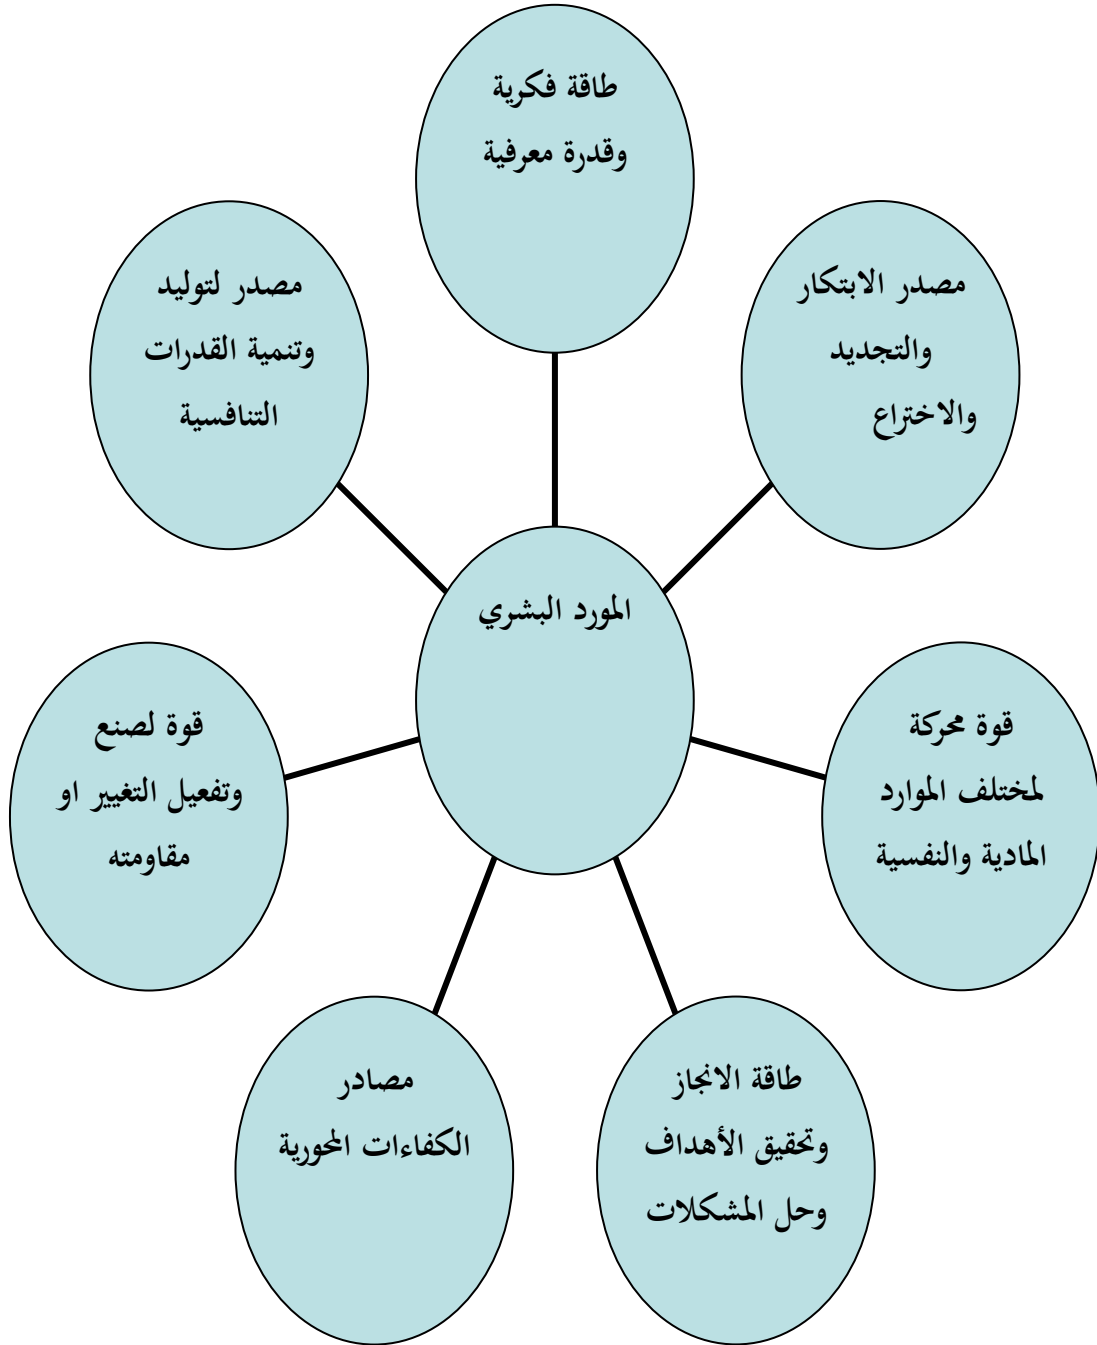 طاقة فكرية
وقدرة معرفية
مصدر الابتكار
والتجديد
والاختراع
مصدر لتوليد
وتنمية القدرات
التنافسية
المورد البشري
قوة محركة
لمختلف الموارد
المادية والنفسية
قوة لصنع
وتفعيل التغيير او
مقاومته
طاقة الانجاز
وتحقيق الأهداف
وحل المشكلات
مصادر
الكفاءات المحورية